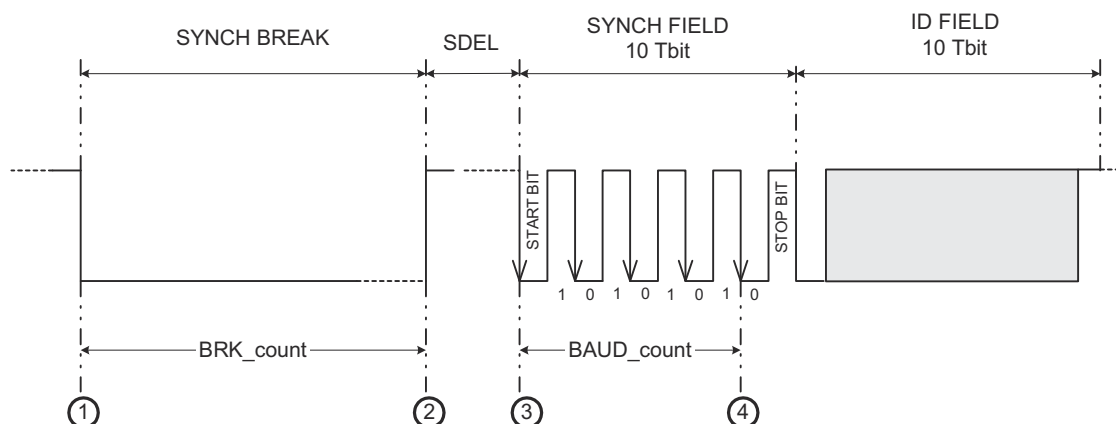 SYNCH BREAK
SDEL
SYNCH FIELD
10 Tbit
ID FIELD
10 Tbit
START BIT
STOP BIT
1 0 1 0 1 0 1 0
BRK_count
BAUD_count
1 2 3 4